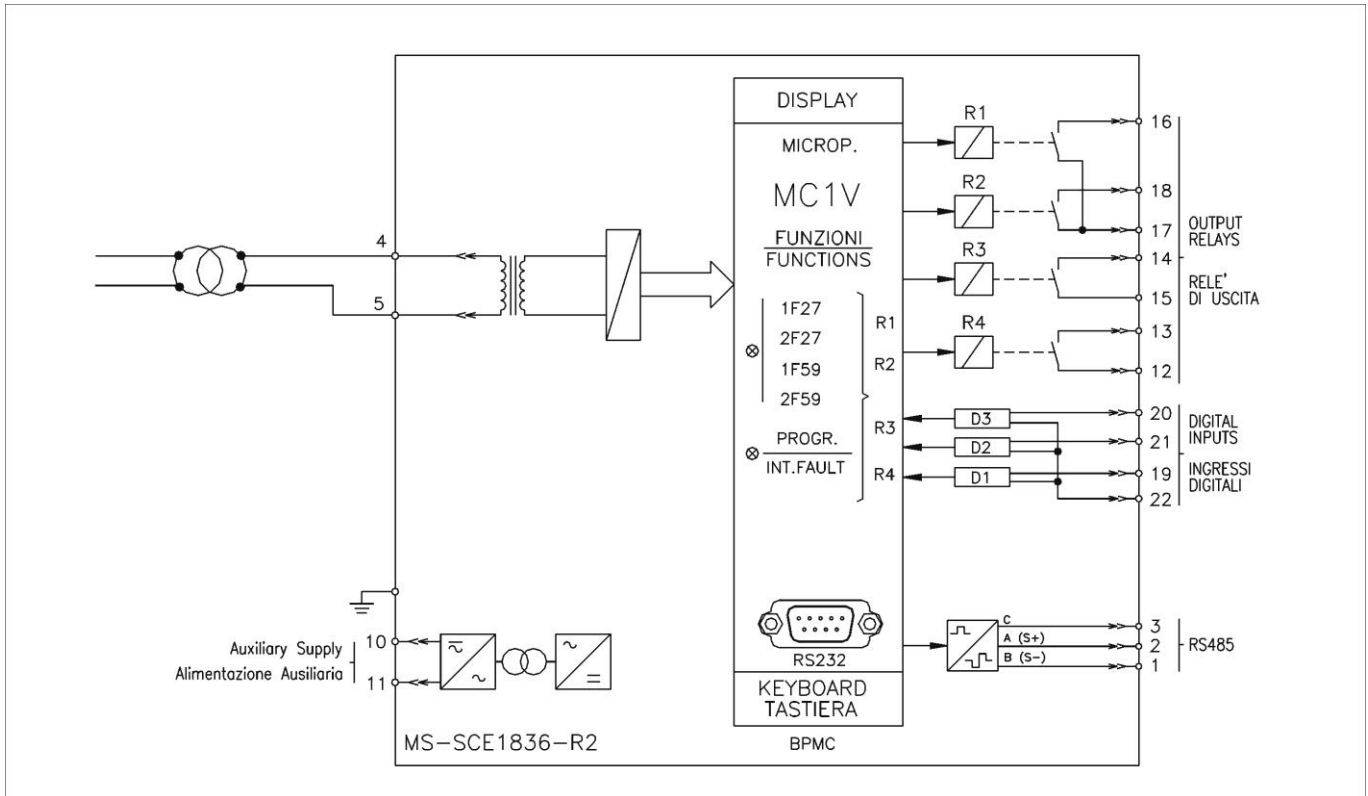 DISPLAY
MICROP.
MC1V
FUNZIONI
FUNCTIONS
1F27
2F27
1F59
2F59
PROGR.
INT.FAULT
R1
R2
R3
R4
RS232
KEYBOARD
TASTIERA
BPMC
4
5
Auxiliary Supply
Alimentazione Ausiliaria
10
11
MS-SCE1836-R2
R1
R2
R3
R4
16
18
17
14
15
13
12
OUTPUT
RELAYS
RELE'
DI USCITA
D3
D2
D1
20
21
19
22
DIGITAL
INPUTS
INGRESSI
DIGITALI
C
A (S+)
B (S-)
3
2
1
RS485